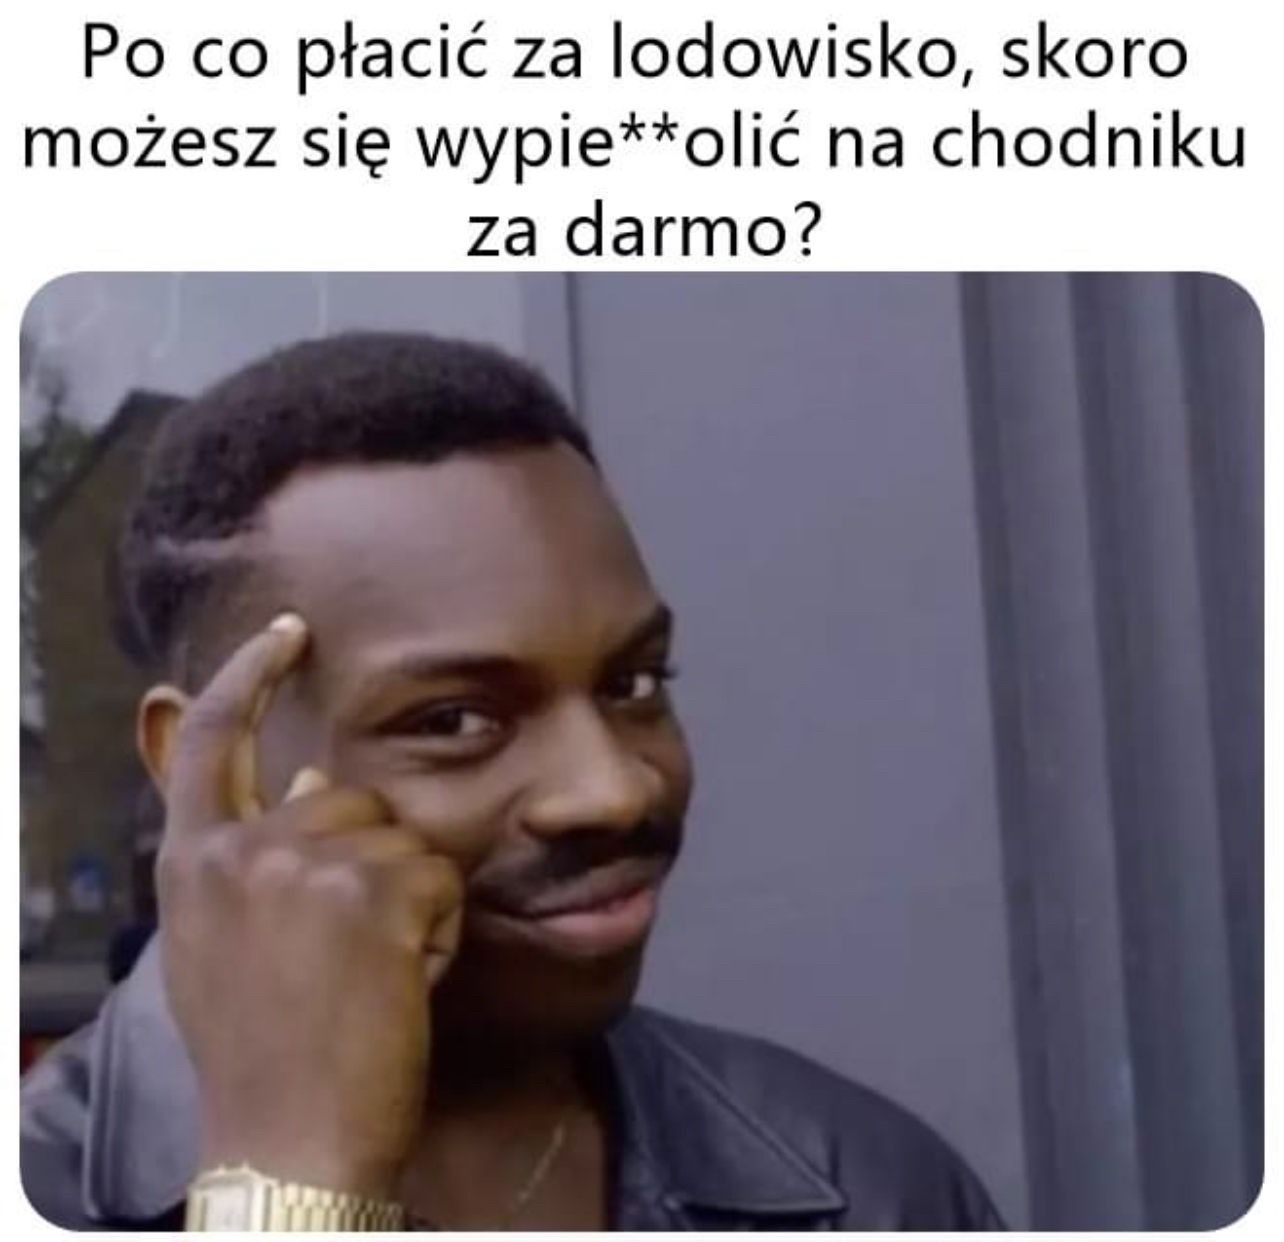 Po co płacić za lodowisko, skoro
możesz się wypie**olić na chodniku
za darmo?